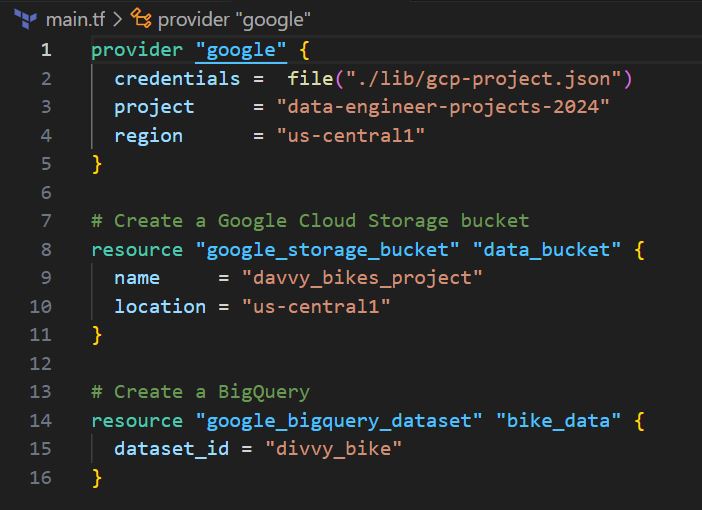 main.tf > provider "google"
1 provider "google" {
2   credentials =  file("./lib/gcp-project.json")
3   project     = "data-engineer-projects-2024"
4   region      = "us-central1"
5 }
6
7 # Create a Google Cloud Storage bucket
8 resource "google_storage_bucket" "data_bucket" {
9   name     = "davvy_bikes_project"
10   location = "us-central1"
11 }
12
13 # Create a BigQuery
14 resource "google_bigquery_dataset" "bike_data" {
15   dataset_id = "divvy_bike"
16 }